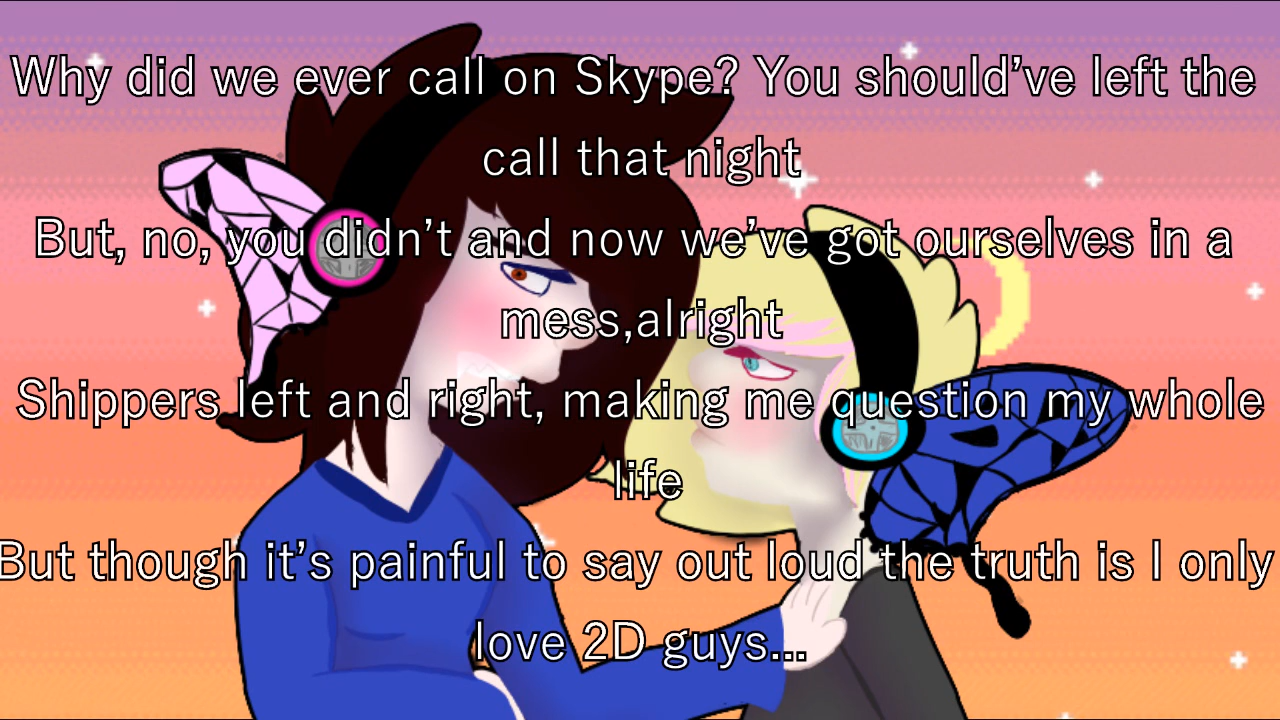 Why did we ever call on Skype? You should’ve left the
call that night
But, no, you didn’t and now we’ve got ourselves in a
mess,alright
Shippers left and right, making me question my whole
life
But though it’s painful to say out loud the truth is I only
love 2D guys...